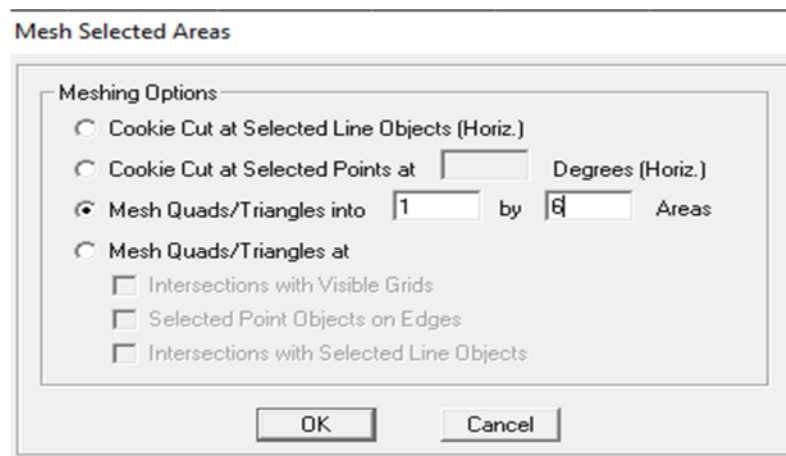 Mesh Selected Areas
Meshing Options
Cookie Cut at Selected Line Objects (Horiz.)
Cookie Cut at Selected Points at Degrees (Horiz.)
Mesh Quads/Triangles into 1 by 6 Areas
Mesh Quads/Triangles at
Intersections with Visible Grids
Selected Point Objects on Edges
Intersections with Selected Line Objects
OK Cancel